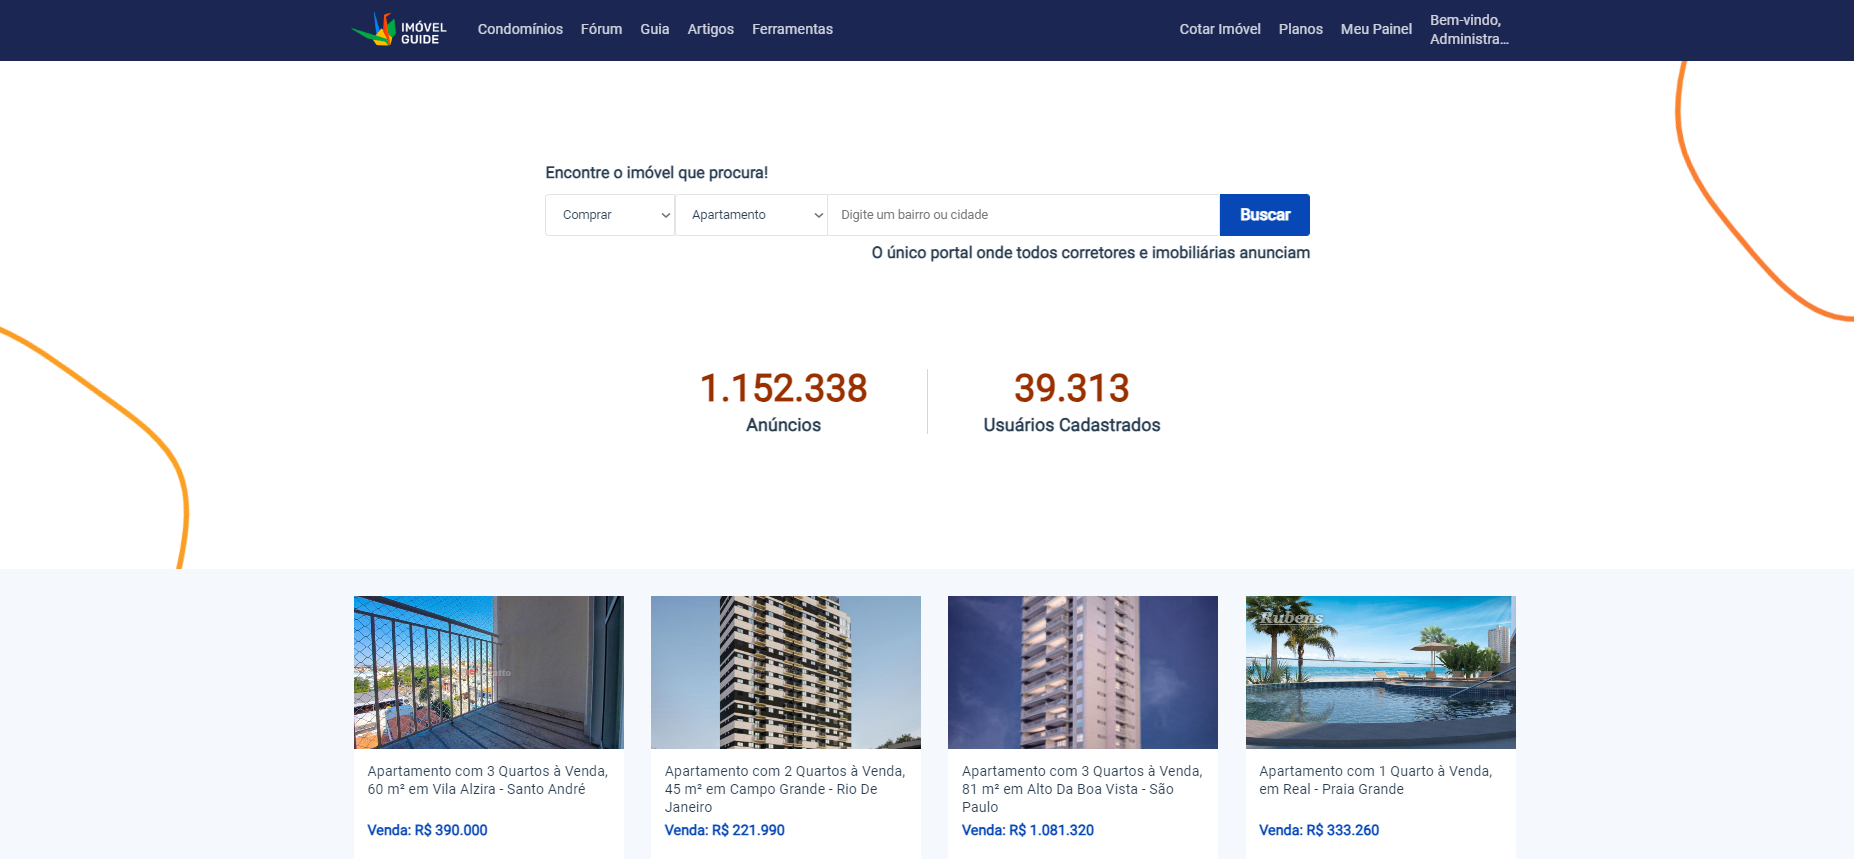 IMÓVEL
GUIDE
Condomínios Fórum Guia Artigos Ferramentas
Cotar Imóvel Planos Meu Painel
Bem-vindo,
Administra...
Encontre o imóvel que procura!
Comprar Apartamento Digite um bairro ou cidade Buscar
O único portal onde todos corretores e imobiliárias anunciam
1.152.338
Anúncios
39.313
Usuários Cadastrados
Apartamento com 3 Quartos à Venda,
60 m² em Vila Alzira - Santo André
Venda: R$ 390.000
Apartamento com 2 Quartos à Venda,
45 m² em Campo Grande - Rio De
Janeiro
Venda: R$ 221.990
Apartamento com 3 Quartos à Venda,
81 m² em Alto Da Boa Vista - São
Paulo
Venda: R$ 1.081.320
Rubens
Apartamento com 1 Quarto à Venda,
em Real - Praia Grande
Venda: R$ 333.260